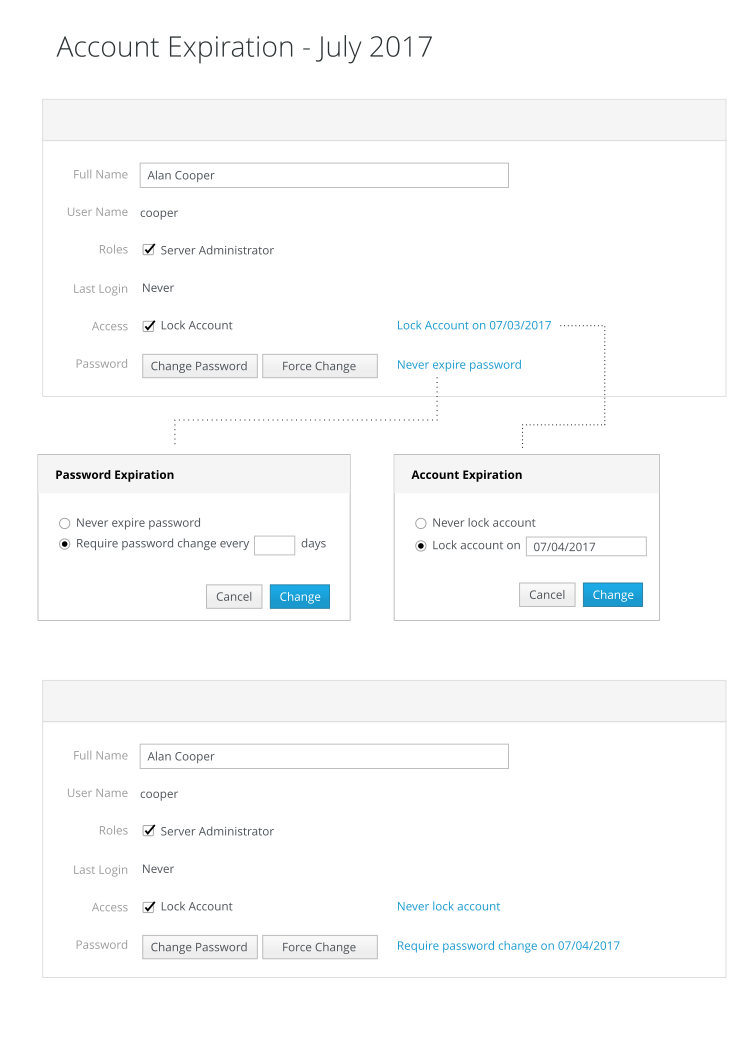 Account Expiration - July 2017
Full Name Alan Cooper
User Name cooper
Roles Server Administrator
Last Login Never
Access Lock Account Lock Account on 07/03/2017
Password Change Password Force Change Never expire password
Password Expiration
Never expire password
Require password change every days
Cancel Change
Account Expiration
Never lock account
Lock account on 07/04/2017
Cancel Change
Full Name Alan Cooper
User Name cooper
Roles Server Administrator
Last Login Never
Access Lock Account Never lock account
Password Change Password Force Change Require password change on 07/04/2017